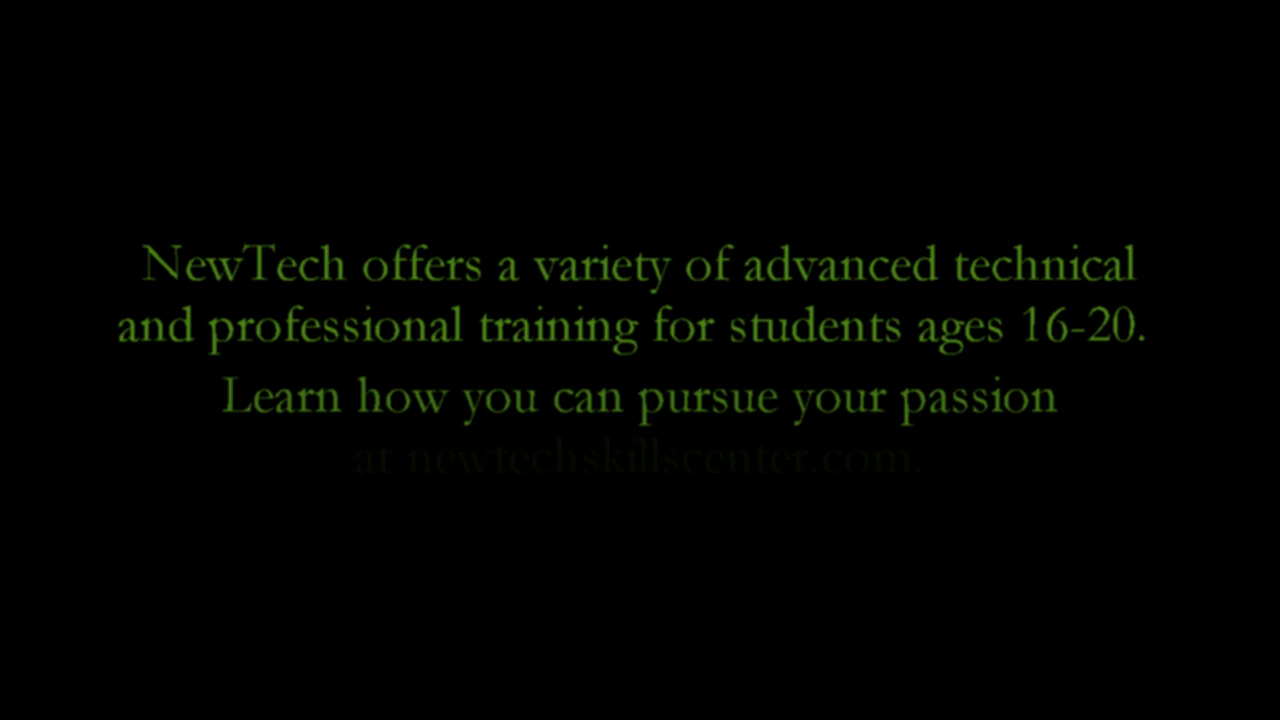 NewTech offers a variety of advanced technical
and professional training for students ages 16-20.
Learn how you can pursue your passion
at newtechskillscenter.com.